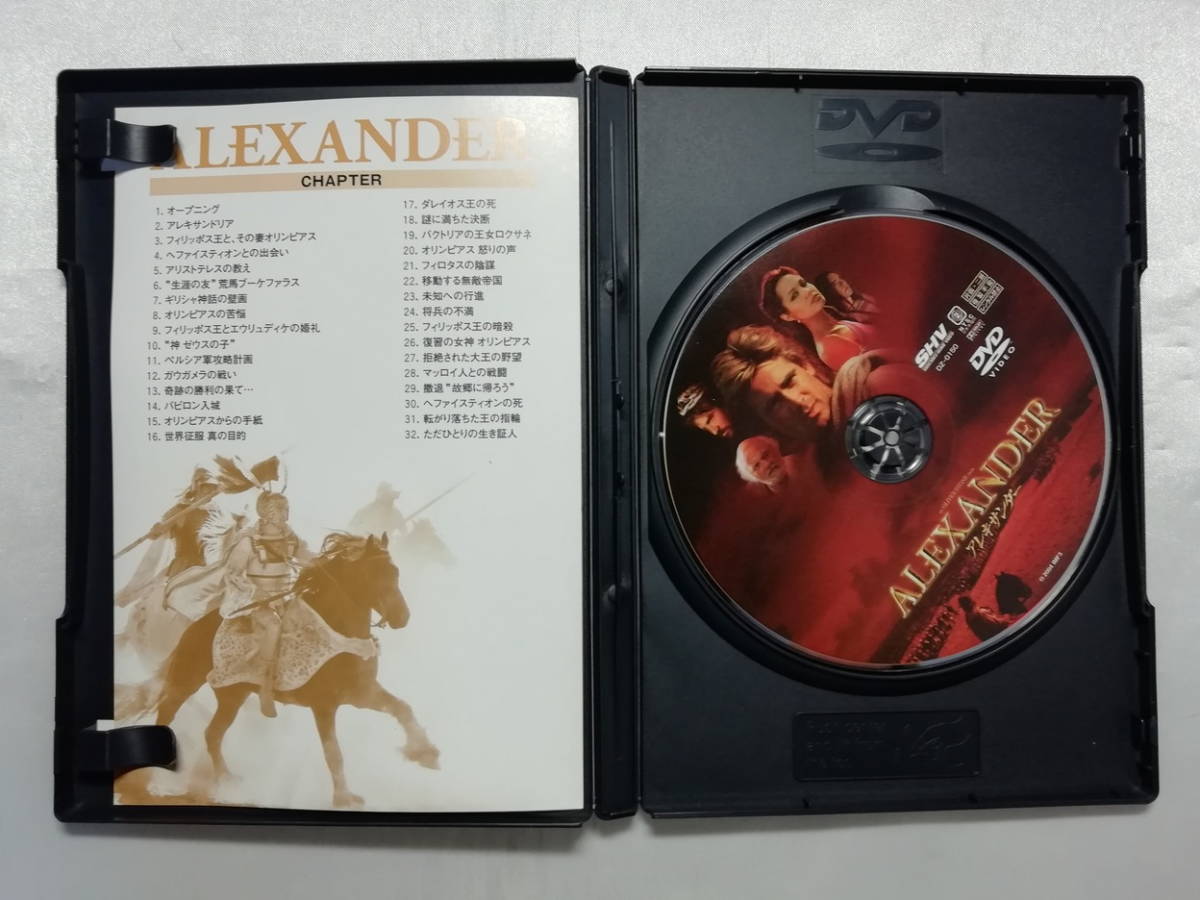 ALEXANDER
CHAPTER
1. オープニング
2. アレキサンドリア
3. フィリッポス王と、その妻オリンピアス
4. ヘファイスティオンとの出会い
5. アリストテレスの教え
6. “生涯の友” 荒馬ブーケファラス
7. ギリシャ神話の壁画
8. オリンピアスの苦悩
9. フィリッポス王とエウリュディケの婚礼
10. “神 ゼウスの子”
11. ペルシア軍攻略計画
12. ガウガメラの戦い
13. 奇跡の勝利の果て…
14. バビロン入城
15. オリンピアスからの手紙
16. 世界征服 真の目的
17. ダレイオス王の死
18. 謎に満ちた決断
19. バクトリアの王女ロクサネ
20. オリンピアス 怒りの声
21. フィロタスの陰謀
22. 移動する無敵帝国
23. 未知への行進
24. 将兵の不満
25. フィリッポス王の暗殺
26. 復習の女神 オリンピアス
27. 拒絶された大王の野望
28. マッロイ人との戦闘
29. 撤退“故郷に帰ろう”
30. ヘファイスティオンの死
31. 転がり落ちた王の指輪
32. ただひとりの生き証人
DVD
SHV
DZ-0150
2
NTSC
DVD
VIDEO
ALEXANDER
アレキサンダー
© 2004 IMF3